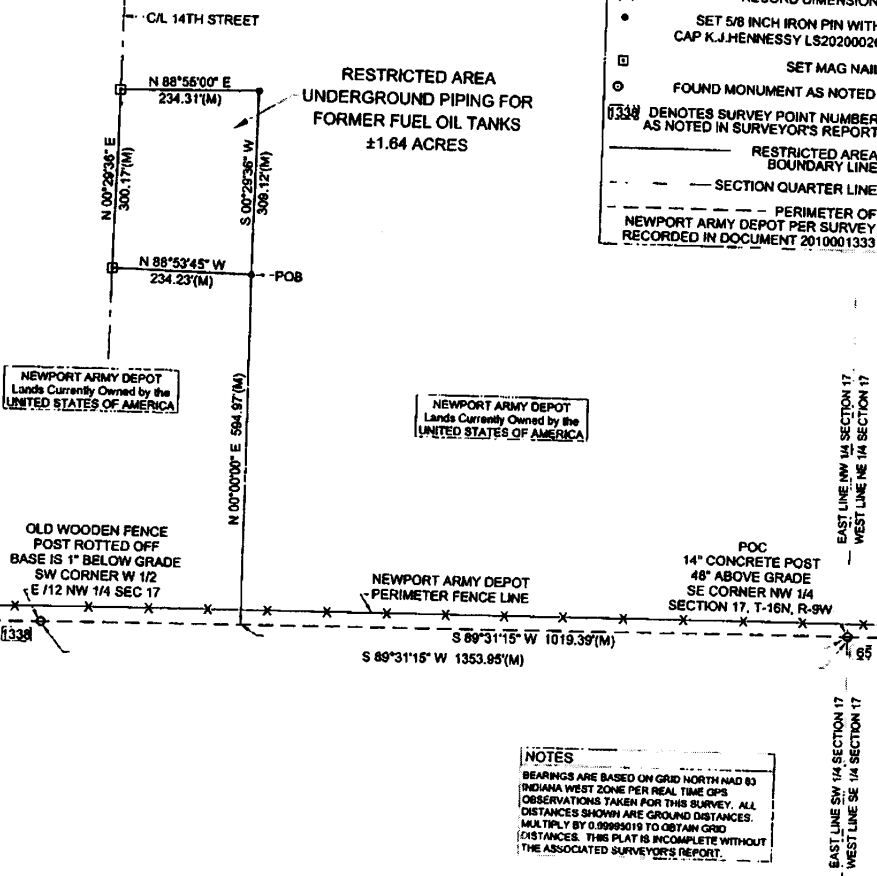 C/L 14TH STREET
N 88°55'00" E
234.31'(M)
RESTRICTED AREA
UNDERGROUND PIPING FOR
FORMER FUEL OIL TANKS
±1.64 ACRES
N 00°29'36" E
300.17'(M)
S 00°29'36" W
309.12'(M)
N 88°53'45" W
234.23'(M)
POB
RECORD DIMENSION
SET 5/8 INCH IRON PIN WITH
CAP K.J.HENNESSY LS20200026
SET MAG NAIL
FOUND MONUMENT AS NOTED
1338 DENOTES SURVEY POINT NUMBER
AS NOTED IN SURVEYOR'S REPORT
RESTRICTED AREA
BOUNDARY LINE
SECTION QUARTER LINE
PERIMETER OF
NEWPORT ARMY DEPOT PER SURVEY
RECORDED IN DOCUMENT 2010001333
NEWPORT ARMY DEPOT
Lands Currently Owned by the
UNITED STATES OF AMERICA
NEWPORT ARMY DEPOT
Lands Currently Owned by the
UNITED STATES OF AMERICA
N 00°00'00" E 594.97'(M)
EAST LINE NW 1/4 SECTION 17
WEST LINE NE 1/4 SECTION 17
OLD WOODEN FENCE
POST ROTTED OFF
BASE IS 1" BELOW GRADE
SW CORNER W 1/2
E /12 NW 1/4 SEC 17
NEWPORT ARMY DEPOT
PERIMETER FENCE LINE
POC
14" CONCRETE POST
48" ABOVE GRADE
SE CORNER NW 1/4
SECTION 17, T-16N, R-9W
1338
S 89°31'15" W 1019.39'(M)
S 89°31'15" W 1353.95'(M)
65
EAST LINE SW 1/4 SECTION 17
WEST LINE SE 1/4 SECTION 17
NOTES
BEARINGS ARE BASED ON GRID NORTH NAD 83
INDIANA WEST ZONE PER REAL TIME GPS
OBSERVATIONS TAKEN FOR THIS SURVEY. ALL
DISTANCES SHOWN ARE GROUND DISTANCES.
MULTIPLY BY 0.99995019 TO OBTAIN GRID
DISTANCES. THIS PLAT IS INCOMPLETE WITHOUT
THE ASSOCIATED SURVEYOR'S REPORT.